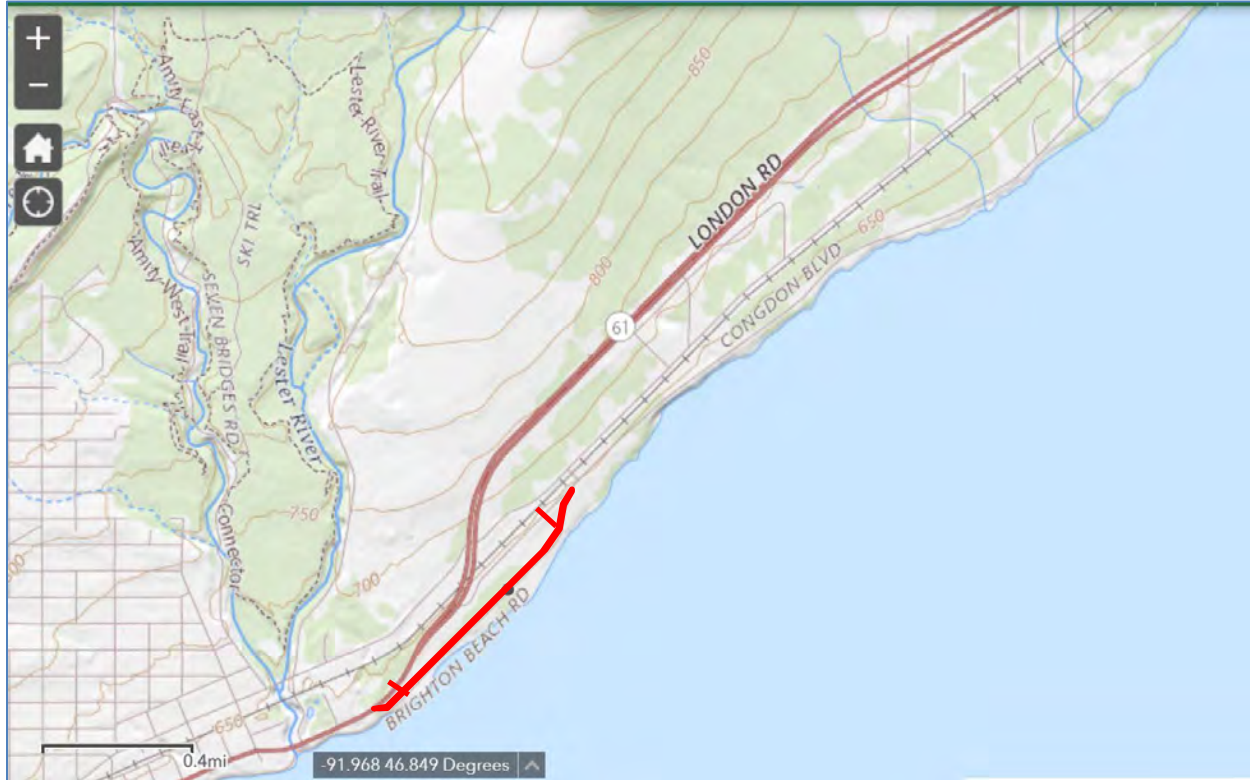 +
−
Amity East
Lester River Trail
SKI TRL
SEVEN BRIDGES RD
Amity West Trail
Lester River
Connector
750
700
650
850
800
61
LONDON RD
650
CONGDON BLVD
BRIGHTON BEACH RD
0.4mi
-91.968 46.849 Degrees